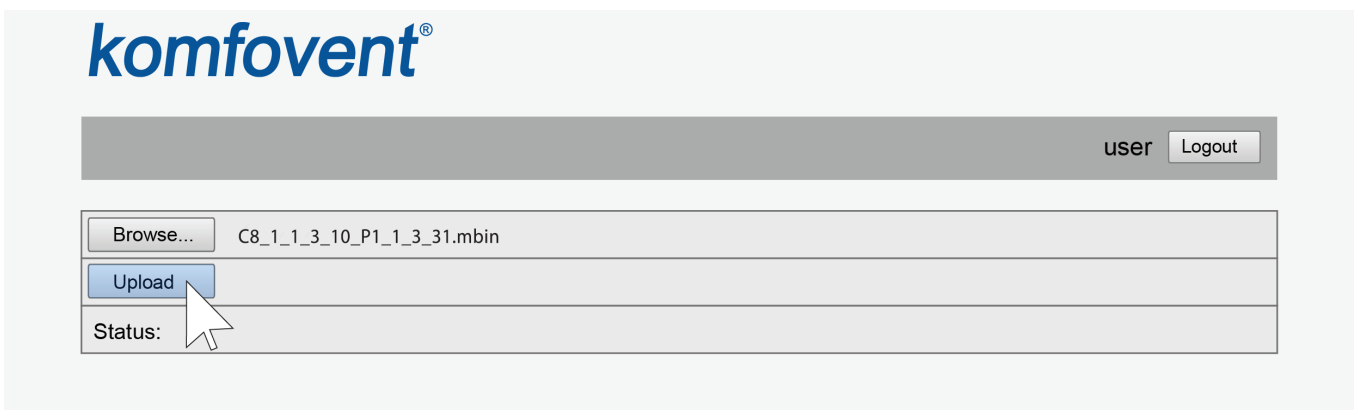 komfovent®
user Logout
Browse... C8_1_1_3_10_P1_1_3_31.mbin
Upload
Status: